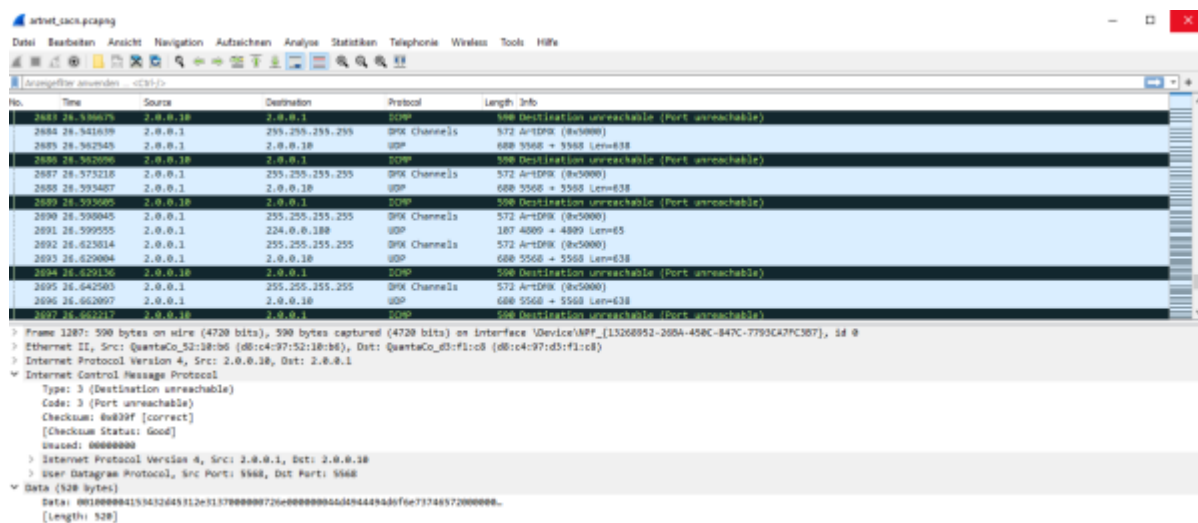 artnet_sacn.pcapng
Datei Bearbeiten Ansicht Navigation Aufzeichnen Analyse Statistiken Telephonie Wireless Tools Hilfe
Anzeigefilter anwenden ... <Ctrl-/>
No. Time Source Destination Protocol Length Info
2683 26.536675 2.0.0.10 2.0.0.1 ICMP 590 Destination unreachable (Port unreachable)
2684 26.541639 2.0.0.1 255.255.255.255 DMX Channels 572 ArtDMX (0x5000)
2685 26.562545 2.0.0.1 2.0.0.10 UDP 680 5568 → 5568 Len=638
2686 26.562696 2.0.0.10 2.0.0.1 ICMP 590 Destination unreachable (Port unreachable)
2687 26.573218 2.0.0.1 255.255.255.255 DMX Channels 572 ArtDMX (0x5000)
2688 26.593487 2.0.0.1 2.0.0.10 UDP 680 5568 → 5568 Len=638
2689 26.593605 2.0.0.10 2.0.0.1 ICMP 590 Destination unreachable (Port unreachable)
2690 26.598045 2.0.0.1 255.255.255.255 DMX Channels 572 ArtDMX (0x5000)
2691 26.599555 2.0.0.1 224.0.0.180 UDP 107 4809 → 4809 Len=65
2692 26.623814 2.0.0.1 255.255.255.255 DMX Channels 572 ArtDMX (0x5000)
2693 26.629004 2.0.0.1 2.0.0.10 UDP 680 5568 → 5568 Len=638
2694 26.629136 2.0.0.10 2.0.0.1 ICMP 590 Destination unreachable (Port unreachable)
2695 26.642503 2.0.0.1 255.255.255.255 DMX Channels 572 ArtDMX (0x5000)
2696 26.662097 2.0.0.1 2.0.0.10 UDP 680 5568 → 5568 Len=638
2697 26.662217 2.0.0.10 2.0.0.1 ICMP 590 Destination unreachable (Port unreachable)
Frame 1207: 590 bytes on wire (4720 bits), 590 bytes captured (4720 bits) on interface \Device\NPF_{13268952-268A-450C-847C-7793CA7FC3B7}, id 0
Ethernet II, Src: QuantaCo_52:10:b6 (d8:c4:97:52:10:b6), Dst: QuantaCo_d3:f1:c8 (d8:c4:97:d3:f1:c8)
Internet Protocol Version 4, Src: 2.0.0.10, Dst: 2.0.0.1
Internet Control Message Protocol
Type: 3 (Destination unreachable)
Code: 3 (Port unreachable)
Checksum: 0x039f [correct]
[Checksum Status: Good]
Unused: 00000000
Internet Protocol Version 4, Src: 2.0.0.1, Dst: 2.0.0.10
User Datagram Protocol, Src Port: 5568, Dst Port: 5568
Data (520 bytes)
Data:
[Length: 520]